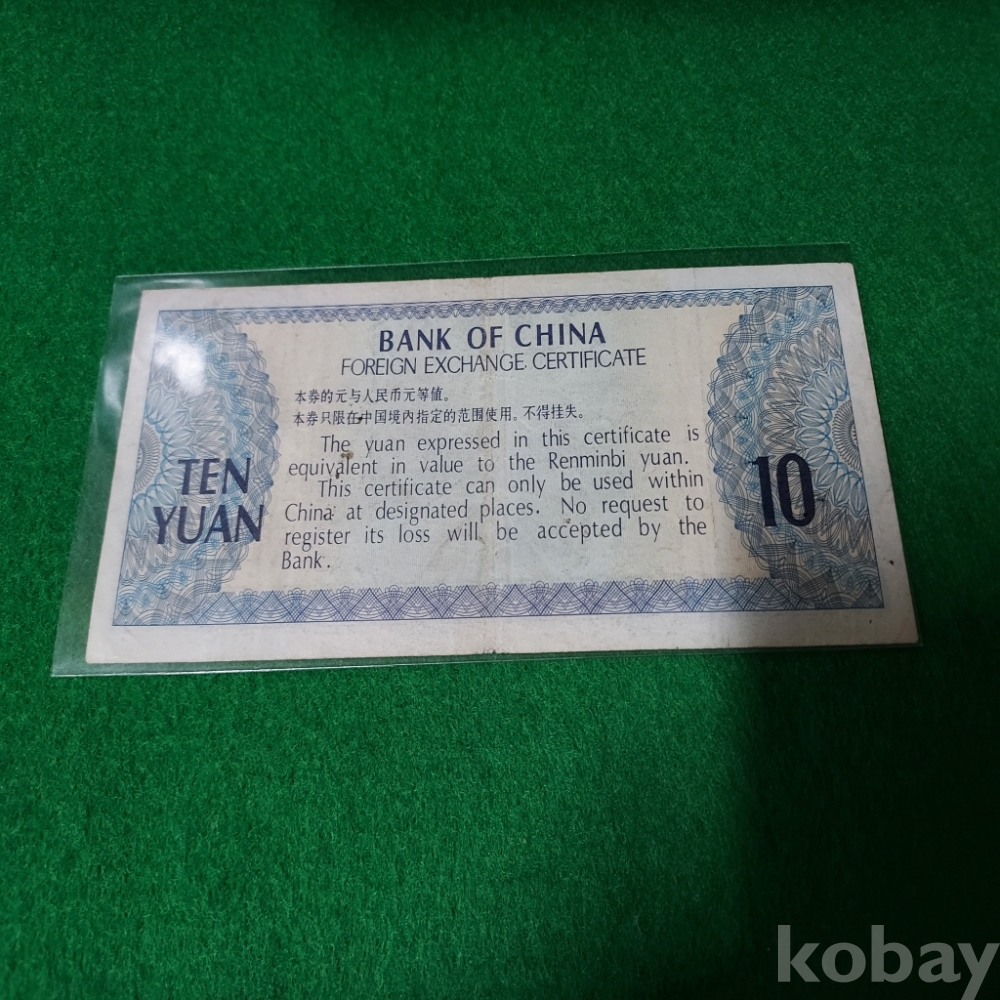 BANK OF CHINA
FOREIGN EXCHANGE CERTIFICATE
本券的元与人民币元等值。
本券只限在中国境内指定的范围使用。不得挂失。
The yuan expressed in this certificate is
equivalent in value to the Renminbi yuan.
This certificate can only be used within
China at designated places. No request to
register its loss will be accepted by the
Bank.
TEN
YUAN
10
kobay